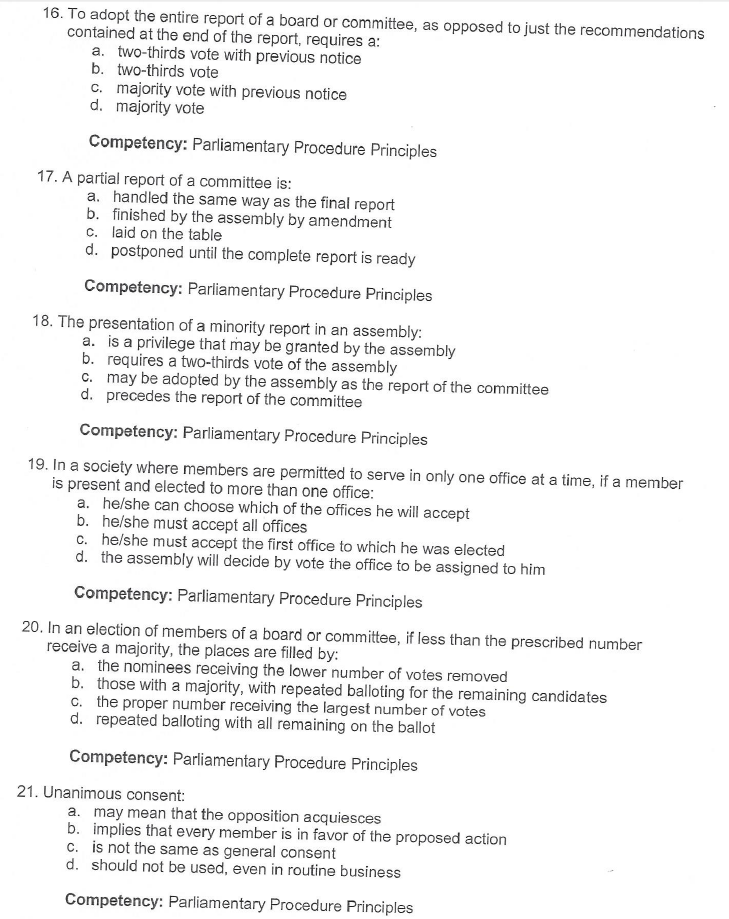 16. To adopt the entire report of a board or committee, as opposed to just the recommendations
contained at the end of the report, requires a:
a. two-thirds vote with previous notice
b. two-thirds vote
c. majority vote with previous notice
d. majority vote
Competency: Parliamentary Procedure Principles
17. A partial report of a committee is:
a. handled the same way as the final report
b. finished by the assembly by amendment
c. laid on the table
d. postponed until the complete report is ready
Competency: Parliamentary Procedure Principles
18. The presentation of a minority report in an assembly:
a. is a privilege that may be granted by the assembly
b. requires a two-thirds vote of the assembly
c. may be adopted by the assembly as the report of the committee
d. precedes the report of the committee
Competency: Parliamentary Procedure Principles
19. In a society where members are permitted to serve in only one office at a time, if a member
is present and elected to more than one office:
a. he/she can choose which of the offices he will accept
b. he/she must accept all offices
c. he/she must accept the first office to which he was elected
d. the assembly will decide by vote the office to be assigned to him
Competency: Parliamentary Procedure Principles
20. In an election of members of a board or committee, if less than the prescribed number
receive a majority, the places are filled by:
a. the nominees receiving the lower number of votes removed
b. those with a majority, with repeated balloting for the remaining candidates
c. the proper number receiving the largest number of votes
d. repeated balloting with all remaining on the ballot
Competency: Parliamentary Procedure Principles
21. Unanimous consent:
a. may mean that the opposition acquiesces
b. implies that every member is in favor of the proposed action
c. is not the same as general consent
d. should not be used, even in routine business
Competency: Parliamentary Procedure Principles